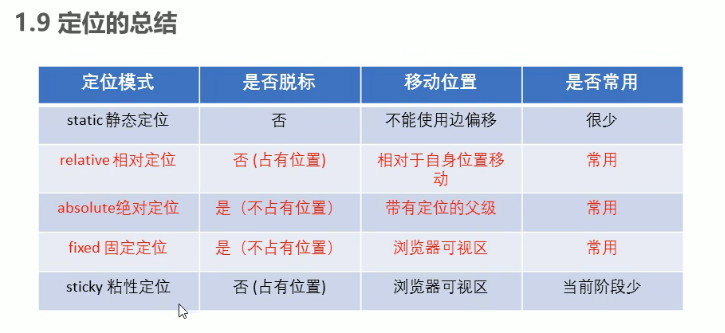 1.9 定位的总结
定位模式 是否脱标 移动位置 是否常用
static 静态定位 否 不能使用边偏移 很少
relative 相对定位 否 (占有位置) 相对于自身位置移动 常用
absolute绝对定位 是（不占有位置） 带有定位的父级 常用
fixed 固定定位 是（不占有位置） 浏览器可视区 常用
sticky 粘性定位 否 (占有位置) 浏览器可视区 当前阶段少